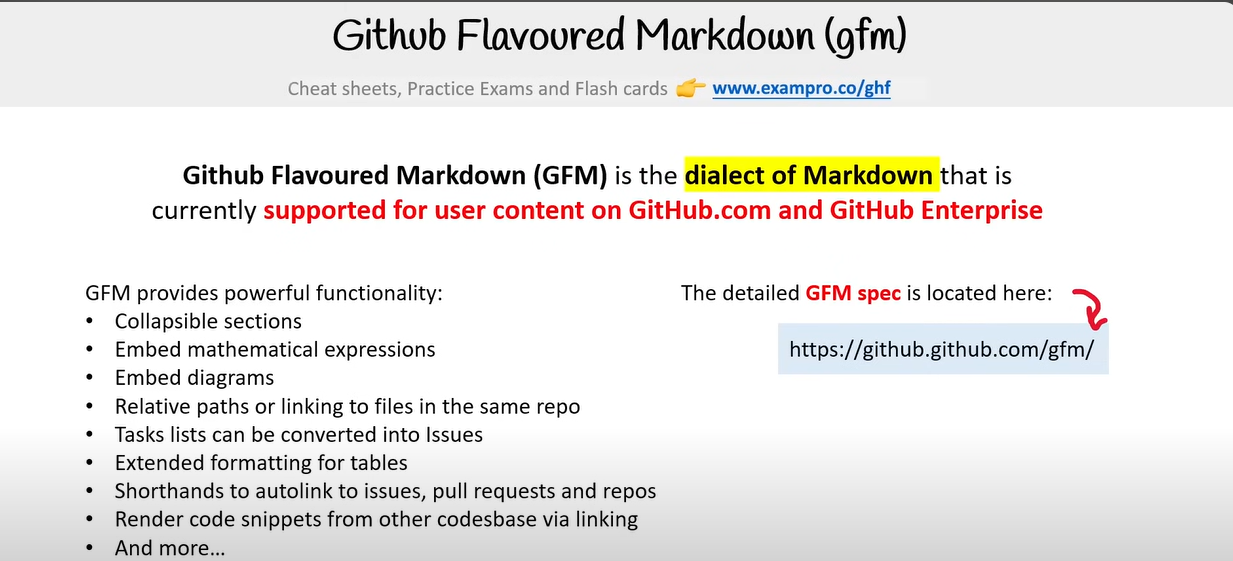 Github Flavoured Markdown (gfm)
Cheat sheets, Practice Exams and Flash cards 👉 www.exampro.co/ghf
Github Flavoured Markdown (GFM) is the dialect of Markdown that is
currently supported for user content on GitHub.com and GitHub Enterprise
GFM provides powerful functionality:
• Collapsible sections
• Embed mathematical expressions
• Embed diagrams
• Relative paths or linking to files in the same repo
• Tasks lists can be converted into Issues
• Extended formatting for tables
• Shorthands to autolink to issues, pull requests and repos
• Render code snippets from other codesbase via linking
• And more…
The detailed GFM spec is located here:
https://github.github.com/gfm/